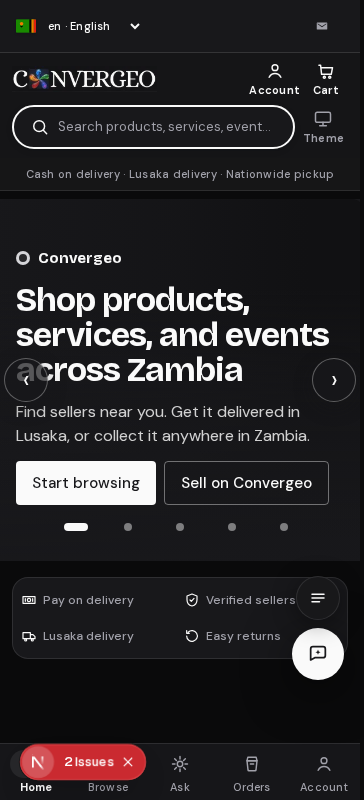 en · English
CONVERGEO
Account
Cart
Search products, services, event...
Theme
Cash on delivery · Lusaka delivery · Nationwide pickup
Convergeo
Shop products,
services, and events
across Zambia
Find sellers near you. Get it delivered in
Lusaka, or collect it anywhere in Zambia.
Start browsing
Sell on Convergeo
Pay on delivery
Verified sellers
Lusaka delivery
Easy returns
N
2 Issues
Home
Browse
Ask
Orders
Account